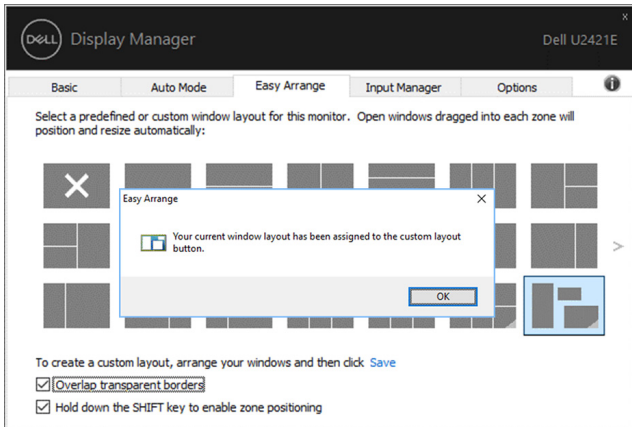 x
DELL Display Manager
Dell U2421E
Basic Auto Mode Easy Arrange Input Manager Options
Select a predefined or custom window layout for this monitor. Open windows dragged into each zone will
position and resize automatically:
Easy Arrange
Your current window layout has been assigned to the custom layout
button.
OK
To create a custom layout, arrange your windows and then click Save
Overlap transparent borders
Hold down the SHIFT key to enable zone positioning